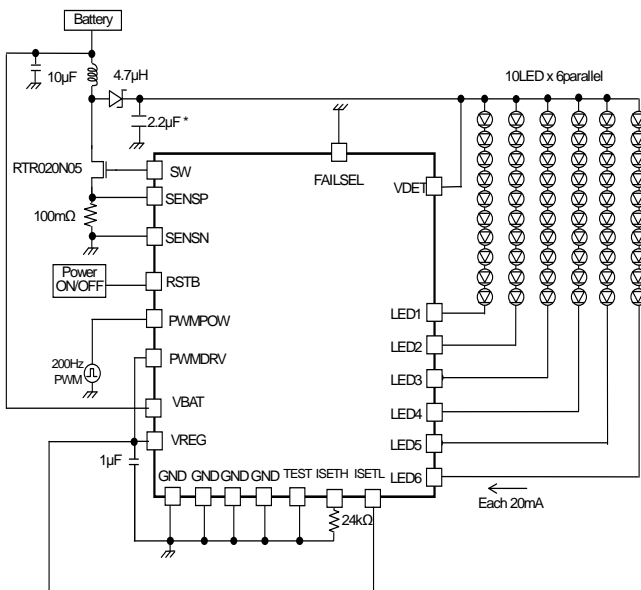 Battery
10µF
4.7µH
10LED x 6parallel
2.2µF *
RTR020N05
SW
FAILSEL
SENSP
VDET
100mΩ
SENSN
Power
ON/OFF
RSTB
LED1
PWMPOW
LED2
200Hz
PWM
PWMDRV
LED3
VBAT
LED4
VREG
LED5
1µF
GND GND GND GND TEST ISETH ISETL
LED6
24kΩ
Each 20mA